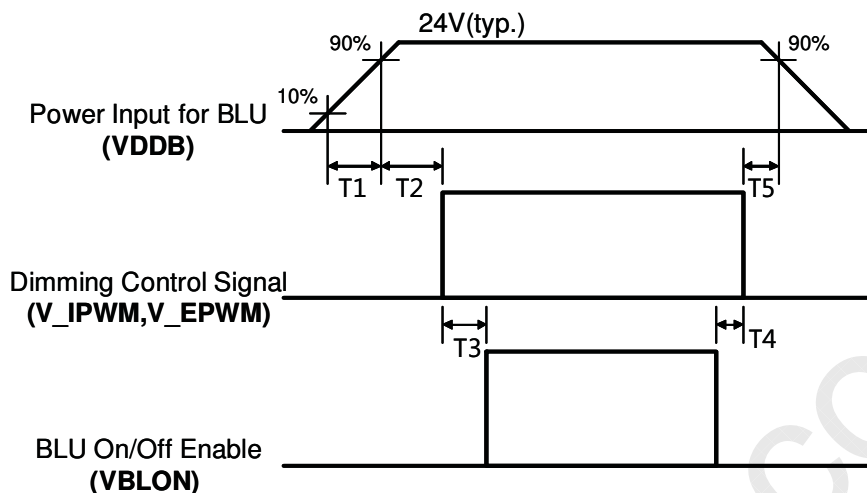 24V(typ.)
90%
90%
10%
Power Input for BLU
(VDDB)
T1
T2
T5
Dimming Control Signal
(V_IPWM,V_EPWM)
T3
T4
BLU On/Off Enable
(VBLON)